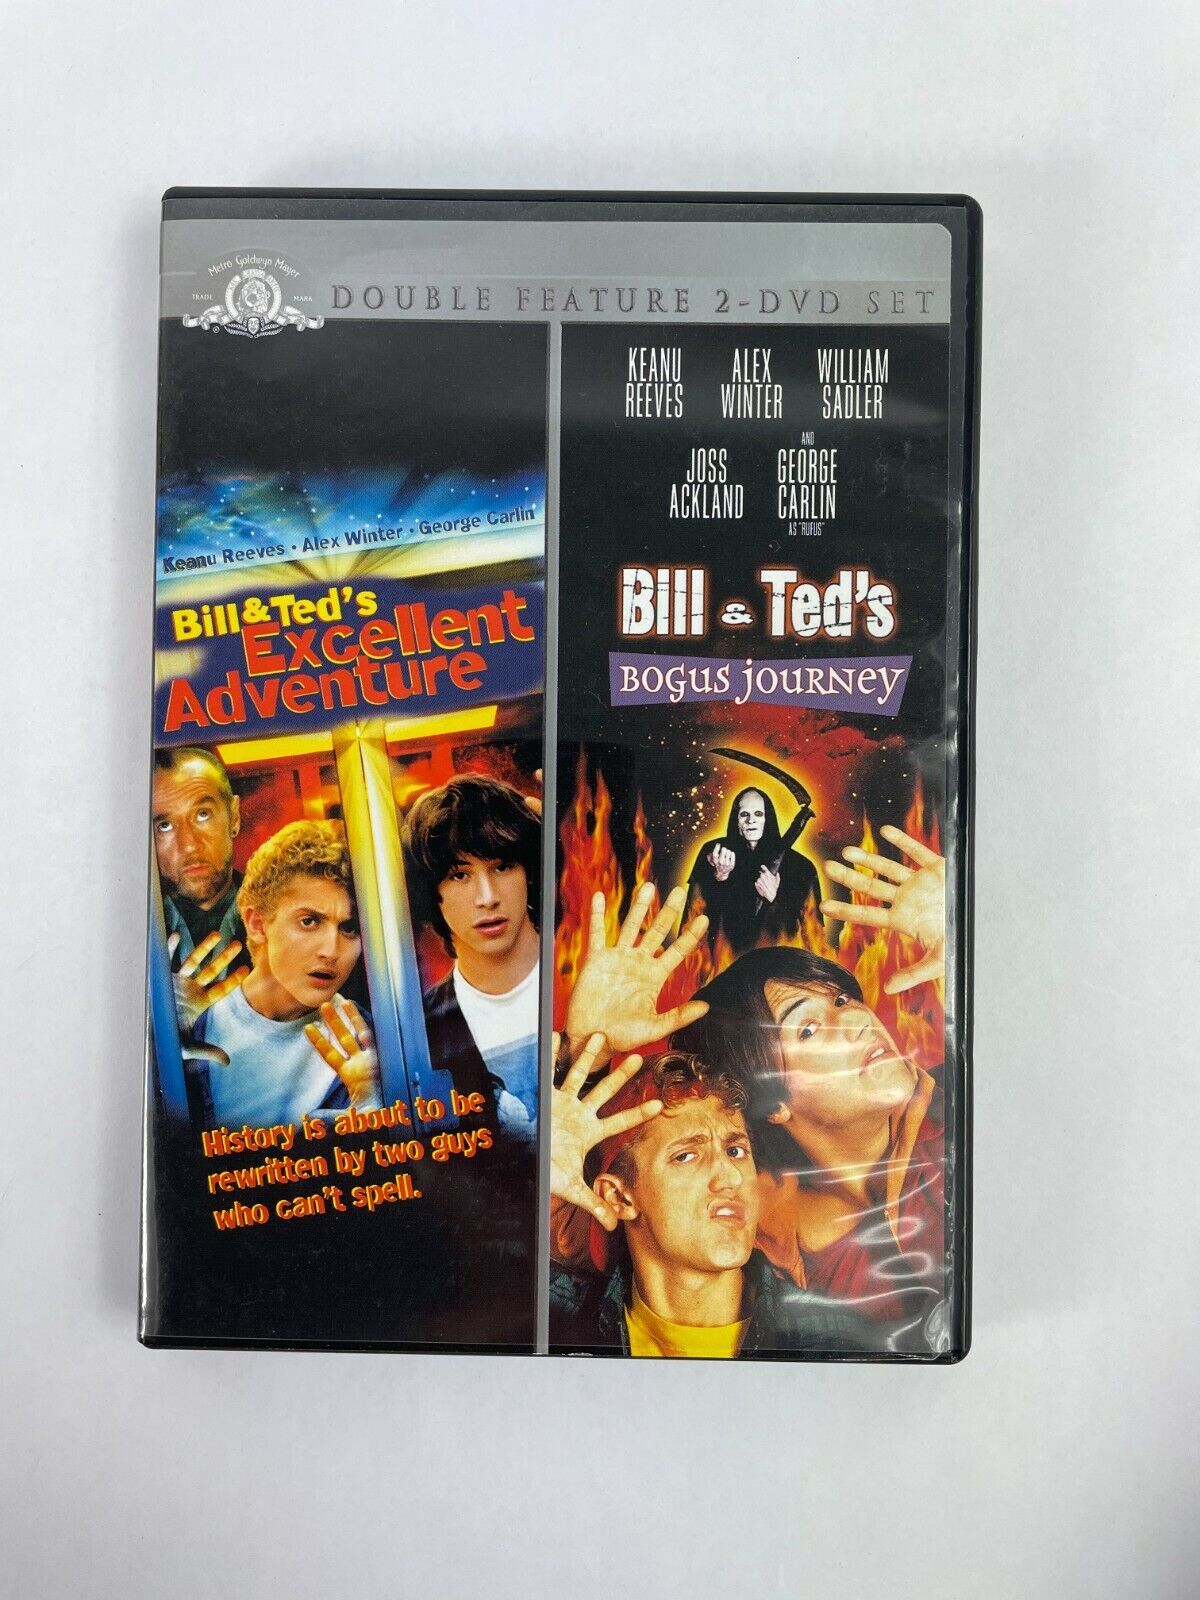 Metro Goldwyn Mayer
TRADE MARK
DOUBLE FEATURE 2-DVD SET
Keanu Reeves · Alex Winter · George Carlin
Bill & Ted's
Excellent
Adventure
History is about to be
rewritten by two guys
who can't spell.
KEANU REEVES
ALEX WINTER
WILLIAM SADLER
JOSS ACKLAND
AND
GEORGE CARLIN
AS "RUFUS"
Bill & Ted's
BOGUS JOURNEY